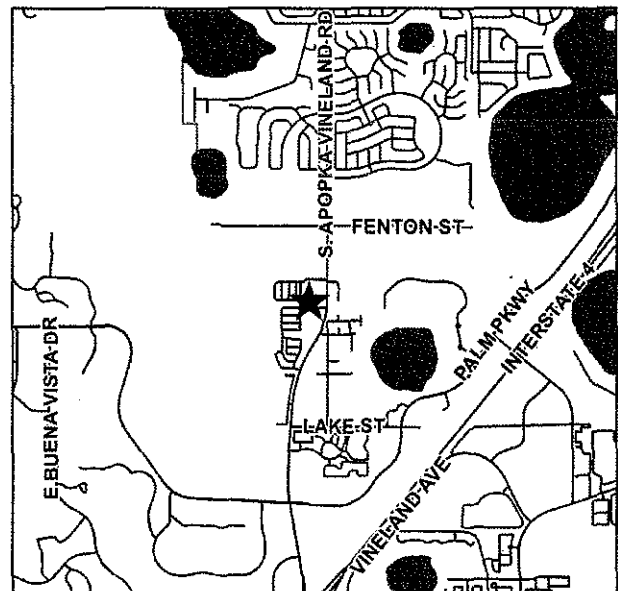 S. APOPKA-VINELAND RD
FENTON ST
PALM PKWY
INTERSTATE 4
E BUENA VISTA DR
LAKE ST
VINELAND AVE